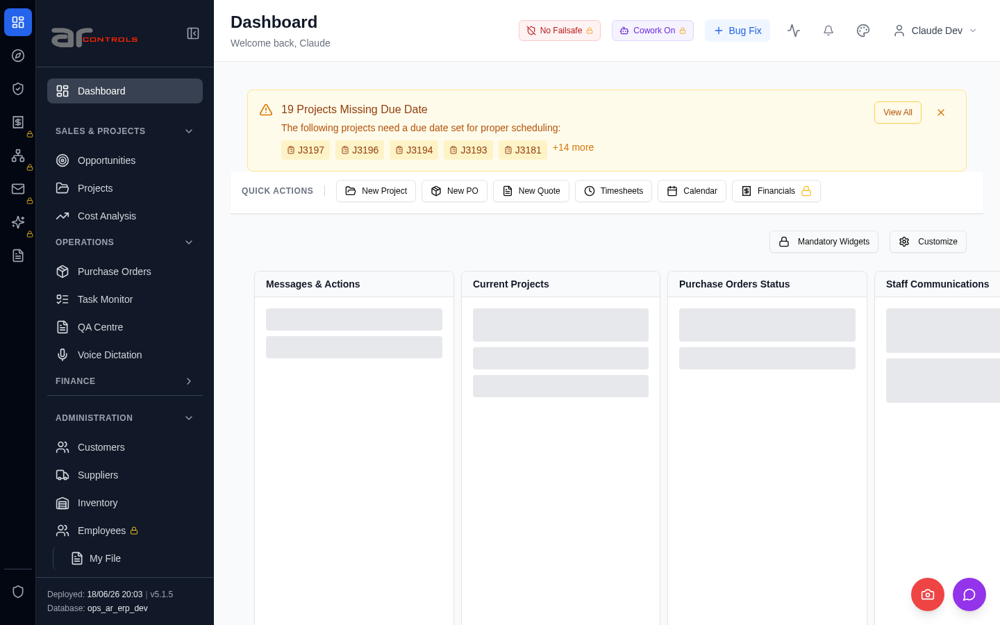 ar CONTROLS
Dashboard
SALES & PROJECTS
Opportunities
Projects
Cost Analysis
OPERATIONS
Purchase Orders
Task Monitor
QA Centre
Voice Dictation
FINANCE
ADMINISTRATION
Customers
Suppliers
Inventory
Employees
My File
Deployed: 18/06/26 20:03 | v5.1.5
Database: ops_ar_erp_dev
Dashboard
Welcome back, Claude
No Failsafe
Cowork On
Bug Fix
Claude Dev
19 Projects Missing Due Date
The following projects need a due date set for proper scheduling:
J3197 J3196 J3194 J3193 J3181 +14 more
View All
QUICK ACTIONS
New Project
New PO
New Quote
Timesheets
Calendar
Financials
Mandatory Widgets
Customize
Messages & Actions
Current Projects
Purchase Orders Status
Staff Communications